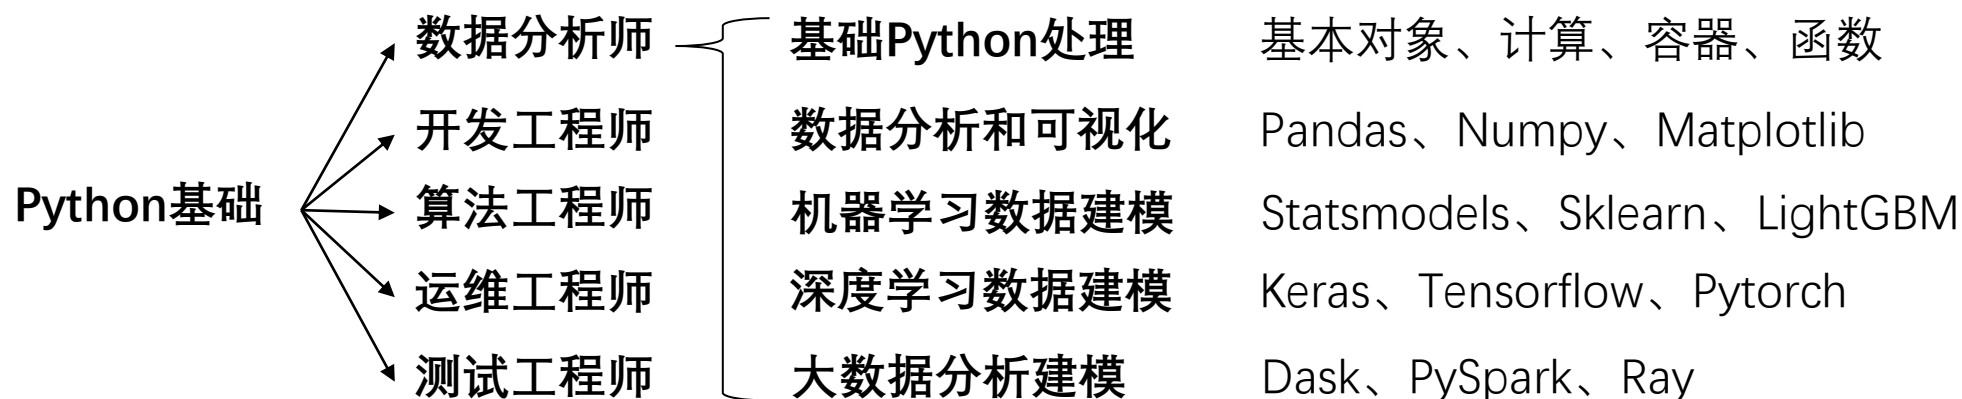 数据分析师 基础Python处理 基本对象、计算、容器、函数
开发工程师 数据分析和可视化 Pandas、Numpy、Matplotlib
Python基础 算法工程师 机器学习数据建模 Statsmodels、Sklearn、LightGBM
运维工程师 深度学习数据建模 Keras、Tensorflow、Pytorch
测试工程师 大数据分析建模 Dask、PySpark、Ray